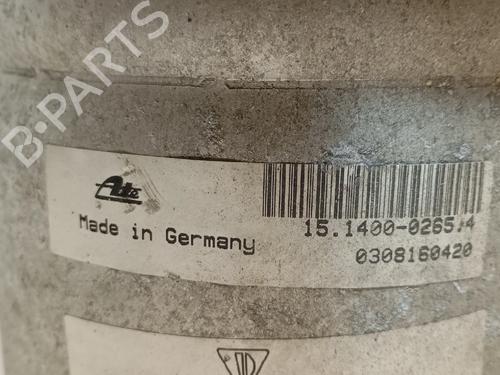 B-PARTS
Ate
Made in Germany
15.1400-0265.4
0308160420